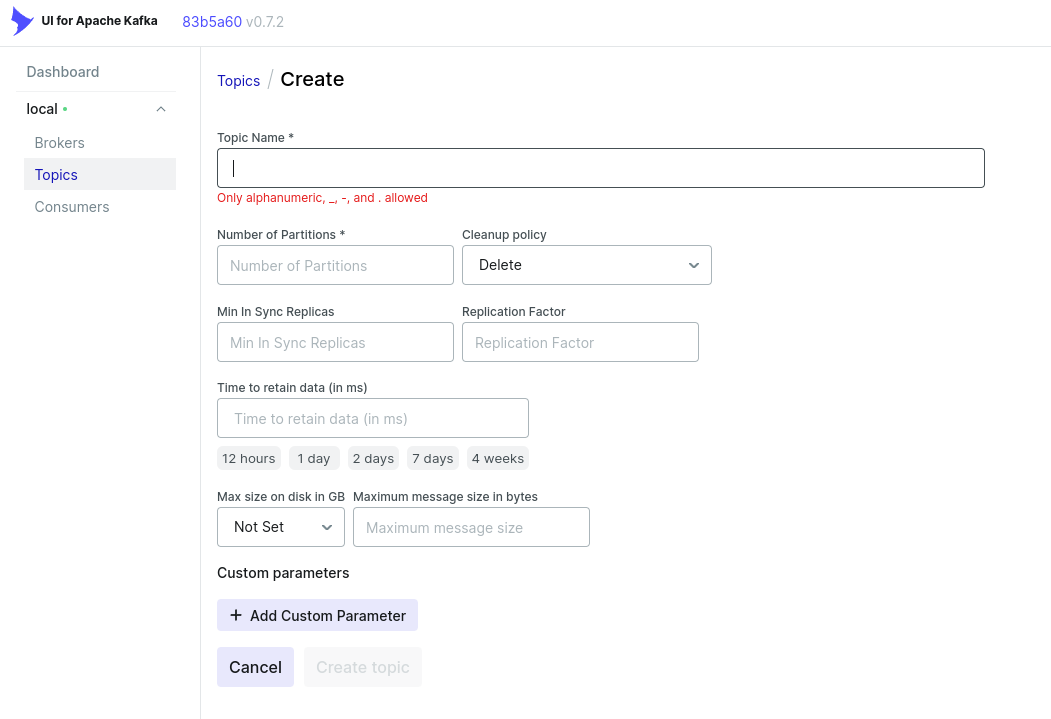 UI for Apache Kafka 83b5a60 v0.7.2
Dashboard
local
Brokers
Topics
Consumers
Topics / Create
Topic Name *
Only alphanumeric, _, -, and . allowed
Number of Partitions * Cleanup policy
Number of Partitions Delete
Min In Sync Replicas Replication Factor
Min In Sync Replicas Replication Factor
Time to retain data (in ms)
Time to retain data (in ms)
12 hours 1 day 2 days 7 days 4 weeks
Max size on disk in GB Maximum message size in bytes
Not Set Maximum message size
Custom parameters
+ Add Custom Parameter
Cancel Create topic